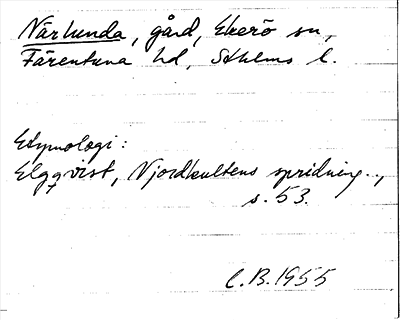 Närlunda, gård, Ekerö sn,
Färentuna hd, Sthlms l.
Etymologi:
Elgqvist, Njordkultens spridning..,
s. 53.
C.B. 1955